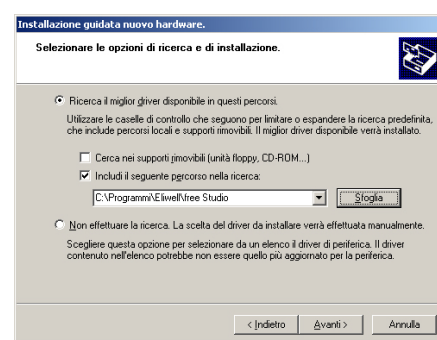 Installazione guidata nuovo hardware.
Selezionare le opzioni di ricerca e di installazione.
Ricerca il miglior driver disponibile in questi percorsi.
Utilizzare le caselle di controllo che seguono per limitare o espandere la ricerca predefinita,
che include percorsi locali e supporti rimovibili. Il miglior driver disponibile verrà installato.
Cerca nei supporti rimovibili (unità floppy, CD-ROM...)
Includi il seguente percorso nella ricerca:
C:\Programmi\Eliwell\free Studio
Sfoglia
Non effettuare la ricerca. La scelta del driver da installare verrà effettuata manualmente.
Scegliere questa opzione per selezionare da un elenco il driver di periferica. Il driver
contenuto nell'elenco potrebbe non essere quello più aggiornato per la periferica.
< Indietro Avanti > Annulla